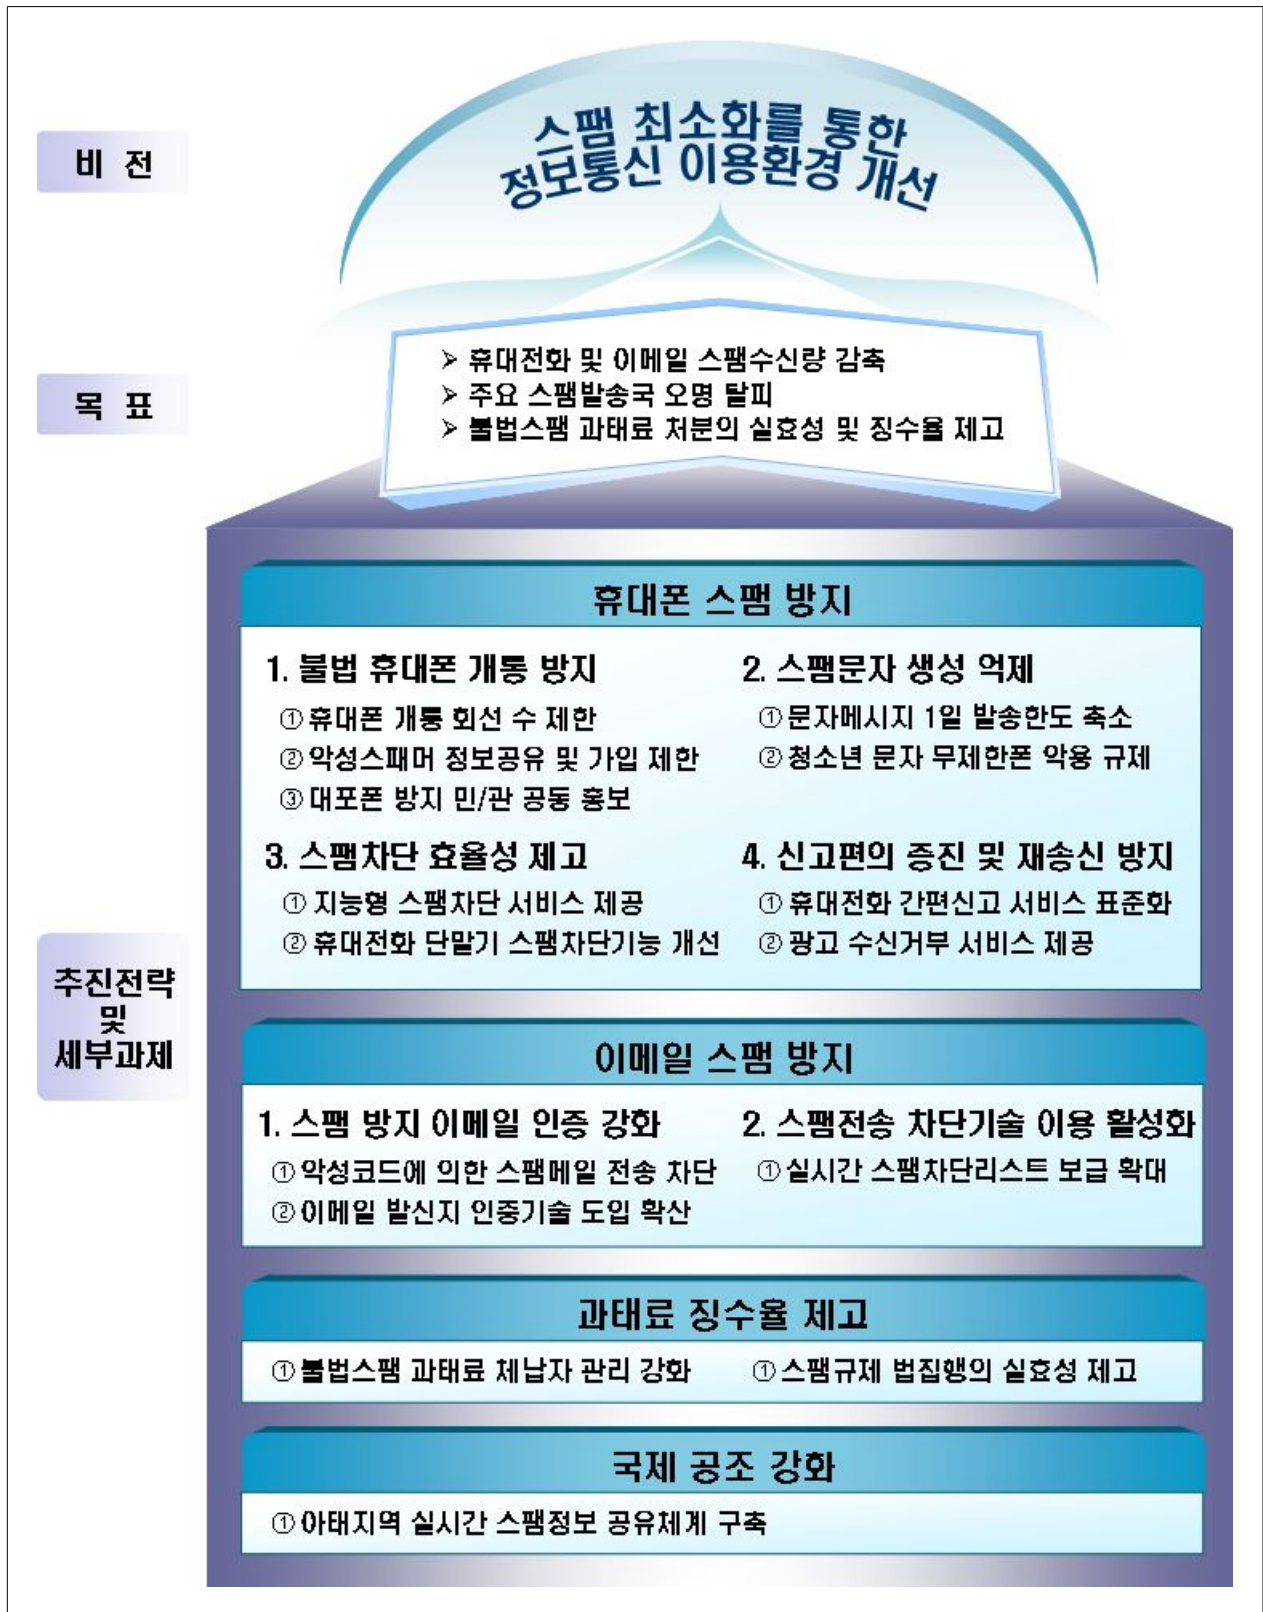 비 전
스팸 최소화를 통한
정보통신 이용환경 개선
목 표
➢ 휴대전화 및 이메일 스팸수신량 감축
➢ 주요 스팸발송국 오명 탈피
➢ 불법스팸 과태료 처분의 실효성 및 징수율 제고
추진전략
및
세부과제
휴대폰 스팸 방지
1. 불법 휴대폰 개통 방지
① 휴대폰 개통 회선 수 제한
② 악성스패머 정보공유 및 가입 제한
③ 대포폰 방지 민/관 공동 홍보
2. 스팸문자 생성 억제
① 문자메시지 1일 발송한도 축소
② 청소년 문자 무제한폰 악용 규제
3. 스팸차단 효율성 제고
① 지능형 스팸차단 서비스 제공
② 휴대전화 단말기 스팸차단기능 개선
4. 신고편의 증진 및 재송신 방지
① 휴대전화 간편신고 서비스 표준화
② 광고 수신거부 서비스 제공
이메일 스팸 방지
1. 스팸 방지 이메일 인증 강화
① 악성코드에 의한 스팸메일 전송 차단
② 이메일 발신지 인증기술 도입 확산
2. 스팸전송 차단기술 이용 활성화
① 실시간 스팸차단리스트 보급 확대
과태료 징수율 제고
① 불법스팸 과태료 체납자 관리 강화
① 스팸규제 법집행의 실효성 제고
국제 공조 강화
① 아태지역 실시간 스팸정보 공유체계 구축